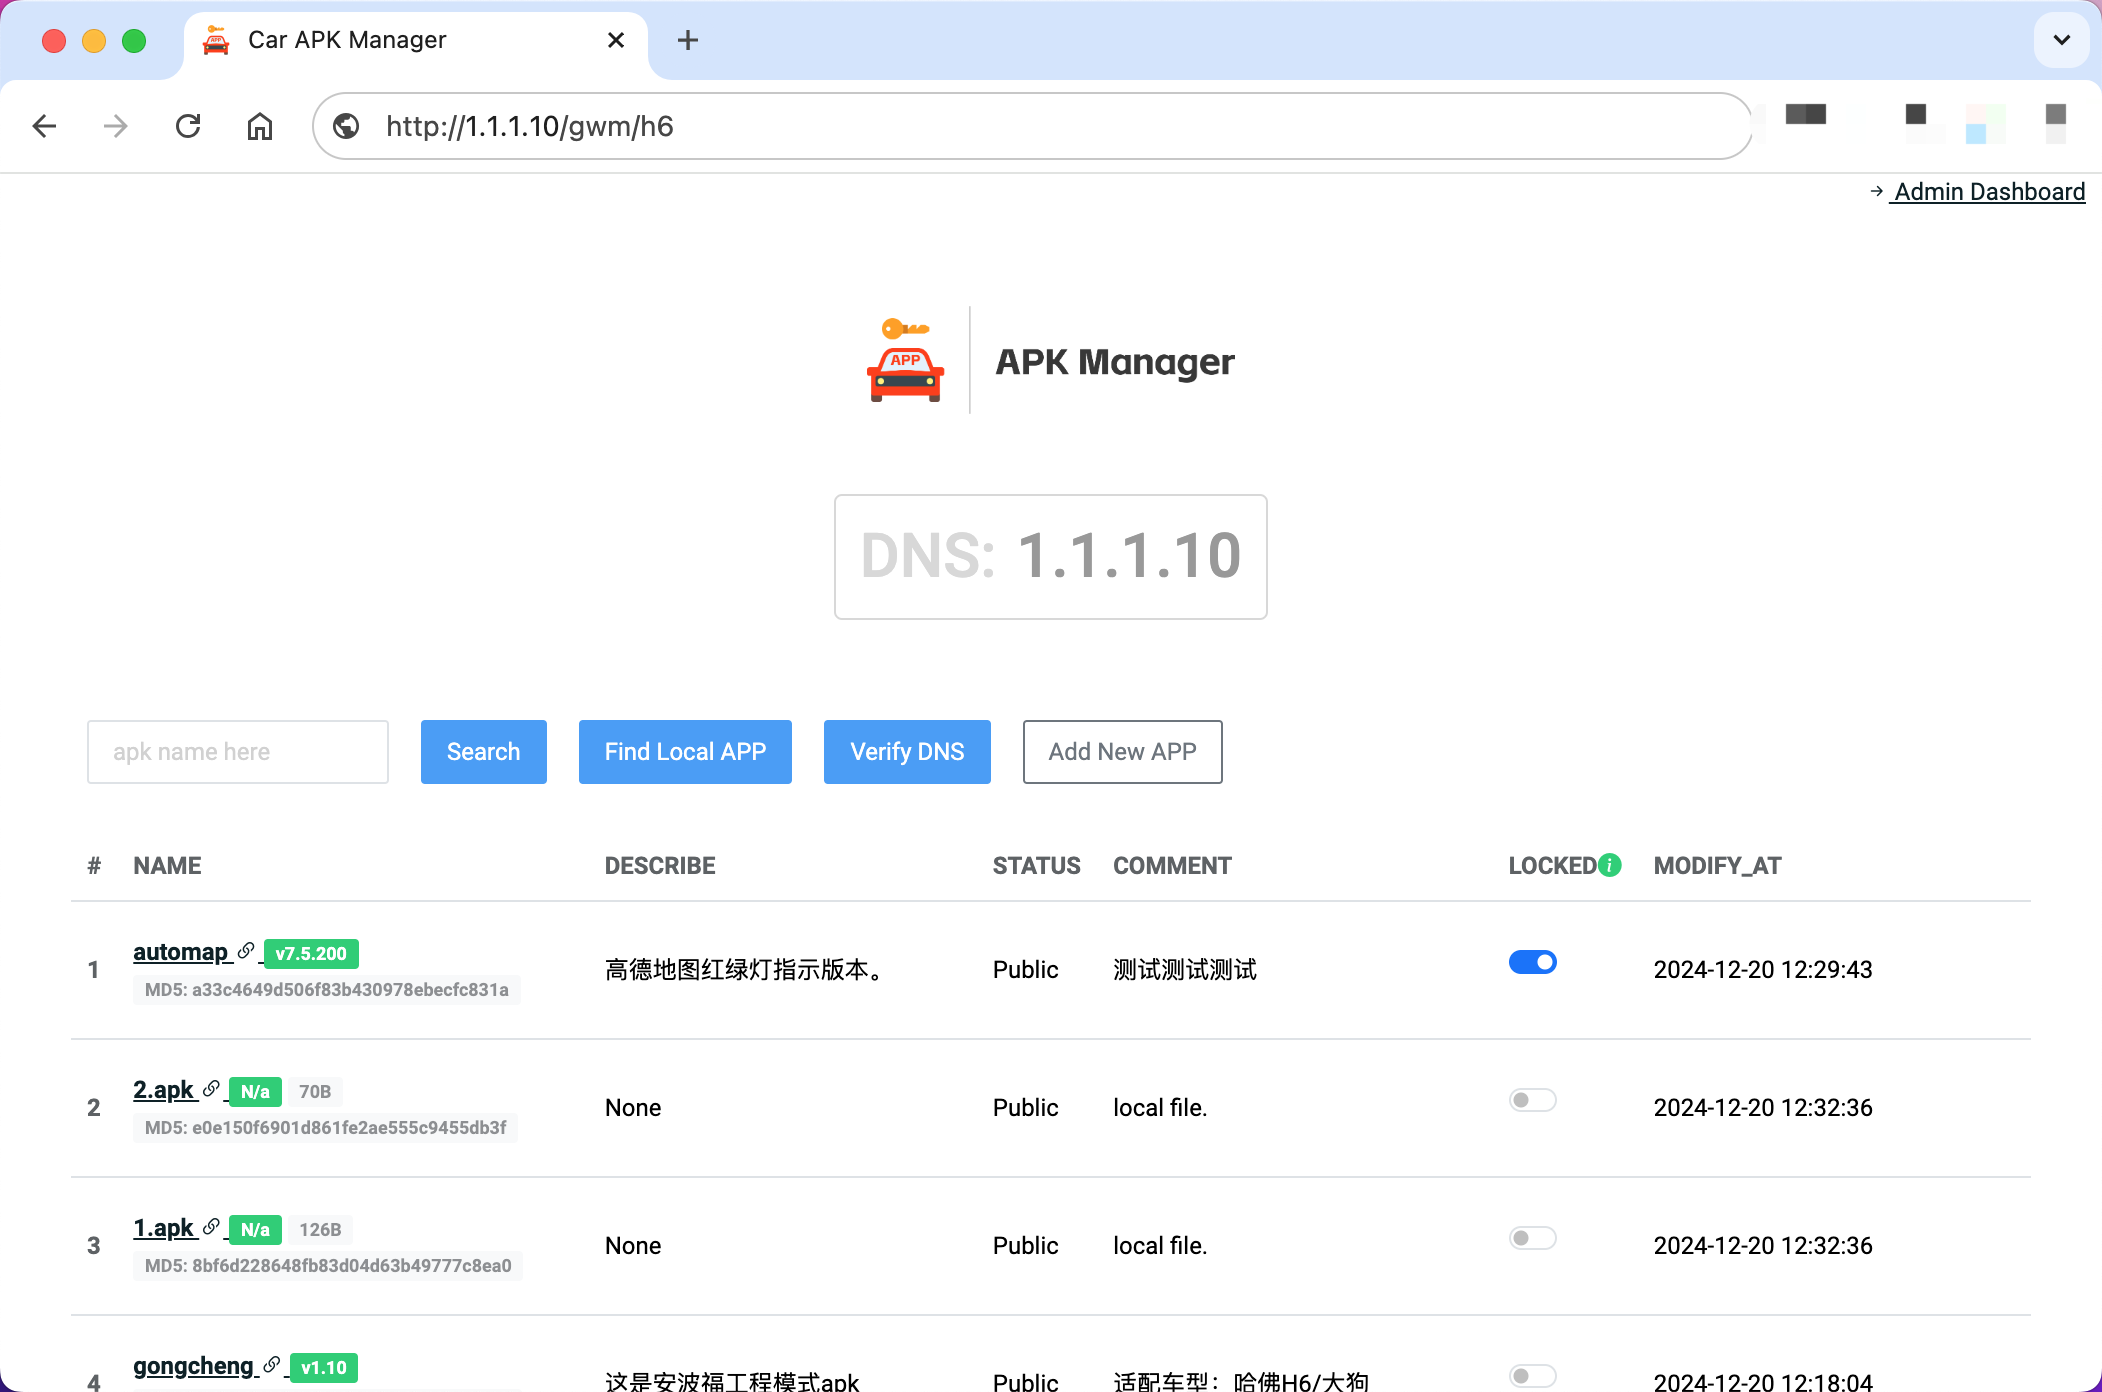 Car APK Manager
http://1.1.1.10/gwm/h6
→ Admin Dashboard
APP
APK Manager
DNS: 1.1.1.10
apk name here
Search
Find Local APP
Verify DNS
Add New APP
# NAME DESCRIBE STATUS COMMENT LOCKED MODIFY_AT
1 automap v7.5.200 高德地图红绿灯指示版本。 Public 测试测试测试 2024-12-20 12:29:43
MD5: a33c4649d506f83b430978ebecfc831a
2 2.apk N/a 70B None Public local file. 2024-12-20 12:32:36
MD5: e0e150f6901d861fe2ae555c9455db3f
3 1.apk N/a 126B None Public local file. 2024-12-20 12:32:36
MD5: 8bf6d228648fb83d04d63b49777c8ea0
4 gongcheng v1.10 这是安波福工程模式apk Public 适配车型：哈佛H6/大狗 2024-12-20 12:18:04